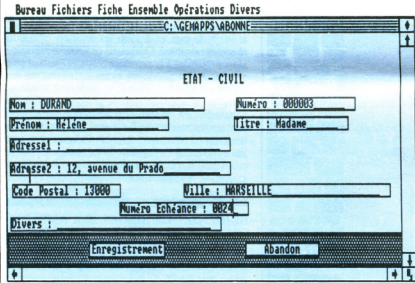 Bureau Fichiers Fiche Ensemble Opérations Divers
C:\GEMAPPS\ABONNE
ETAT - CIVIL
Nom : DURAND Numéro : 000003
Prénom : Hélène Titre : Madame
Adresse1 :
Adresse2 : 12, avenue du Prado
Code Postal : 13000 Ville : MARSEILLE
Numéro Echéance : 0024
Divers :
Enregistrement Abandon